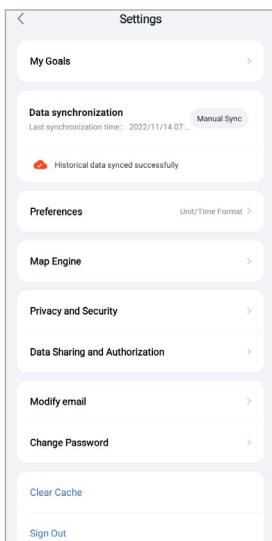 Settings
My Goals
Data synchronization
Last synchronization time: 2022/11/14 07:...
Manual Sync
Historical data synced successfully
Preferences
Unit/Time Format
Map Engine
Privacy and Security
Data Sharing and Authorization
Modify email
Change Password
Clear Cache
Sign Out